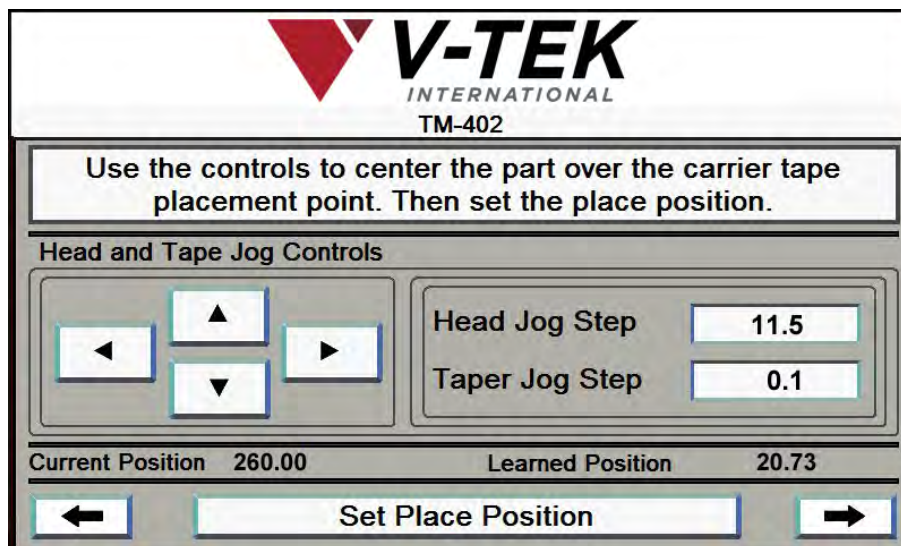 V-TEK
INTERNATIONAL
TM-402
Use the controls to center the part over the carrier tape
placement point. Then set the place position.
Head and Tape Jog Controls
Head Jog Step 11.5
Taper Jog Step 0.1
Current Position 260.00 Learned Position 20.73
Set Place Position